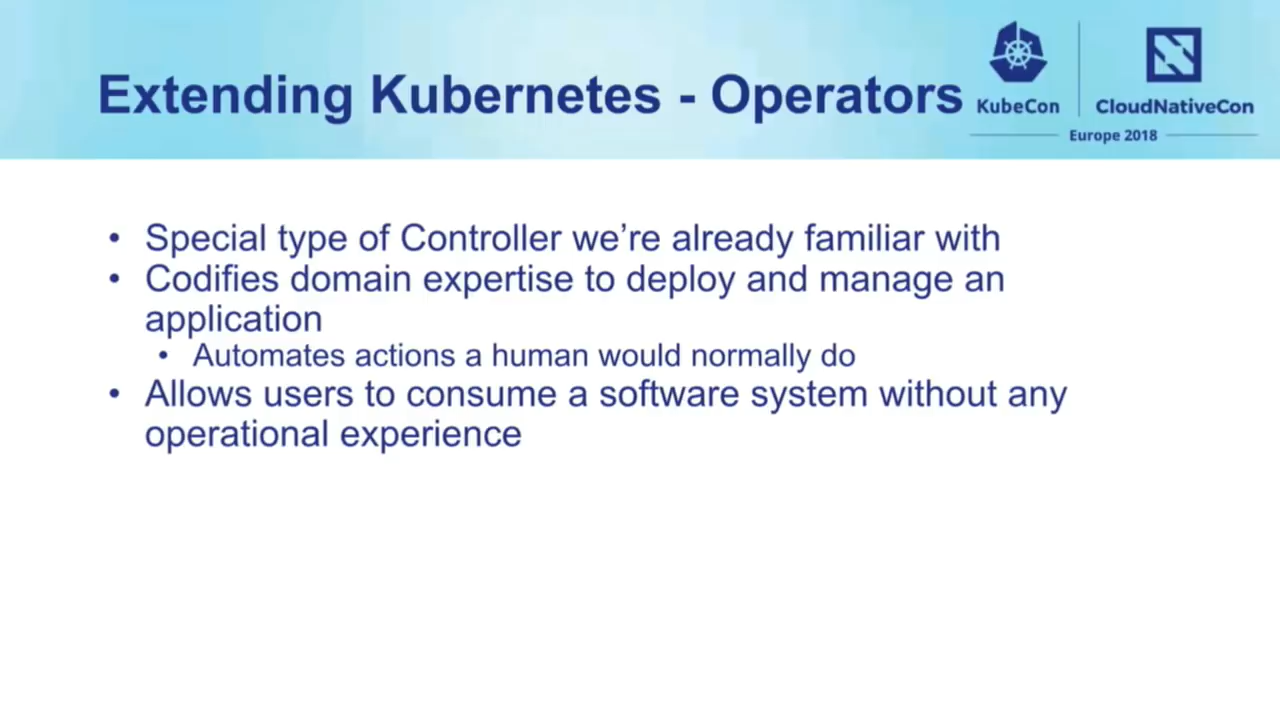 Extending Kubernetes - Operators
KubeCon
CloudNativeCon
Europe 2018
• Special type of Controller we’re already familiar with
• Codifies domain expertise to deploy and manage an
application
• Automates actions a human would normally do
• Allows users to consume a software system without any
operational experience